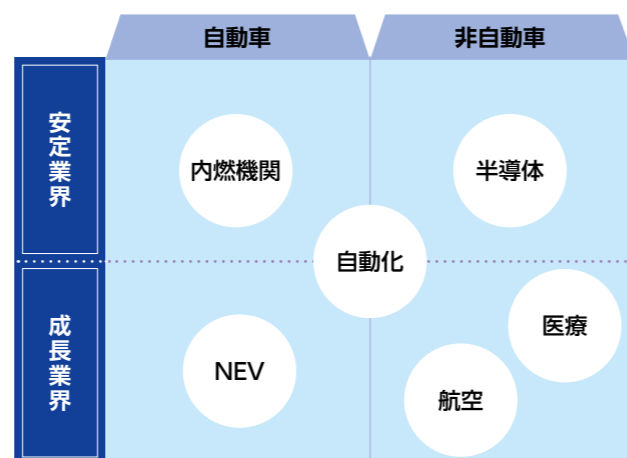 自動車
非自動車
安定業界
内燃機関
半導体
自動化
成長業界
NEV
医療
航空